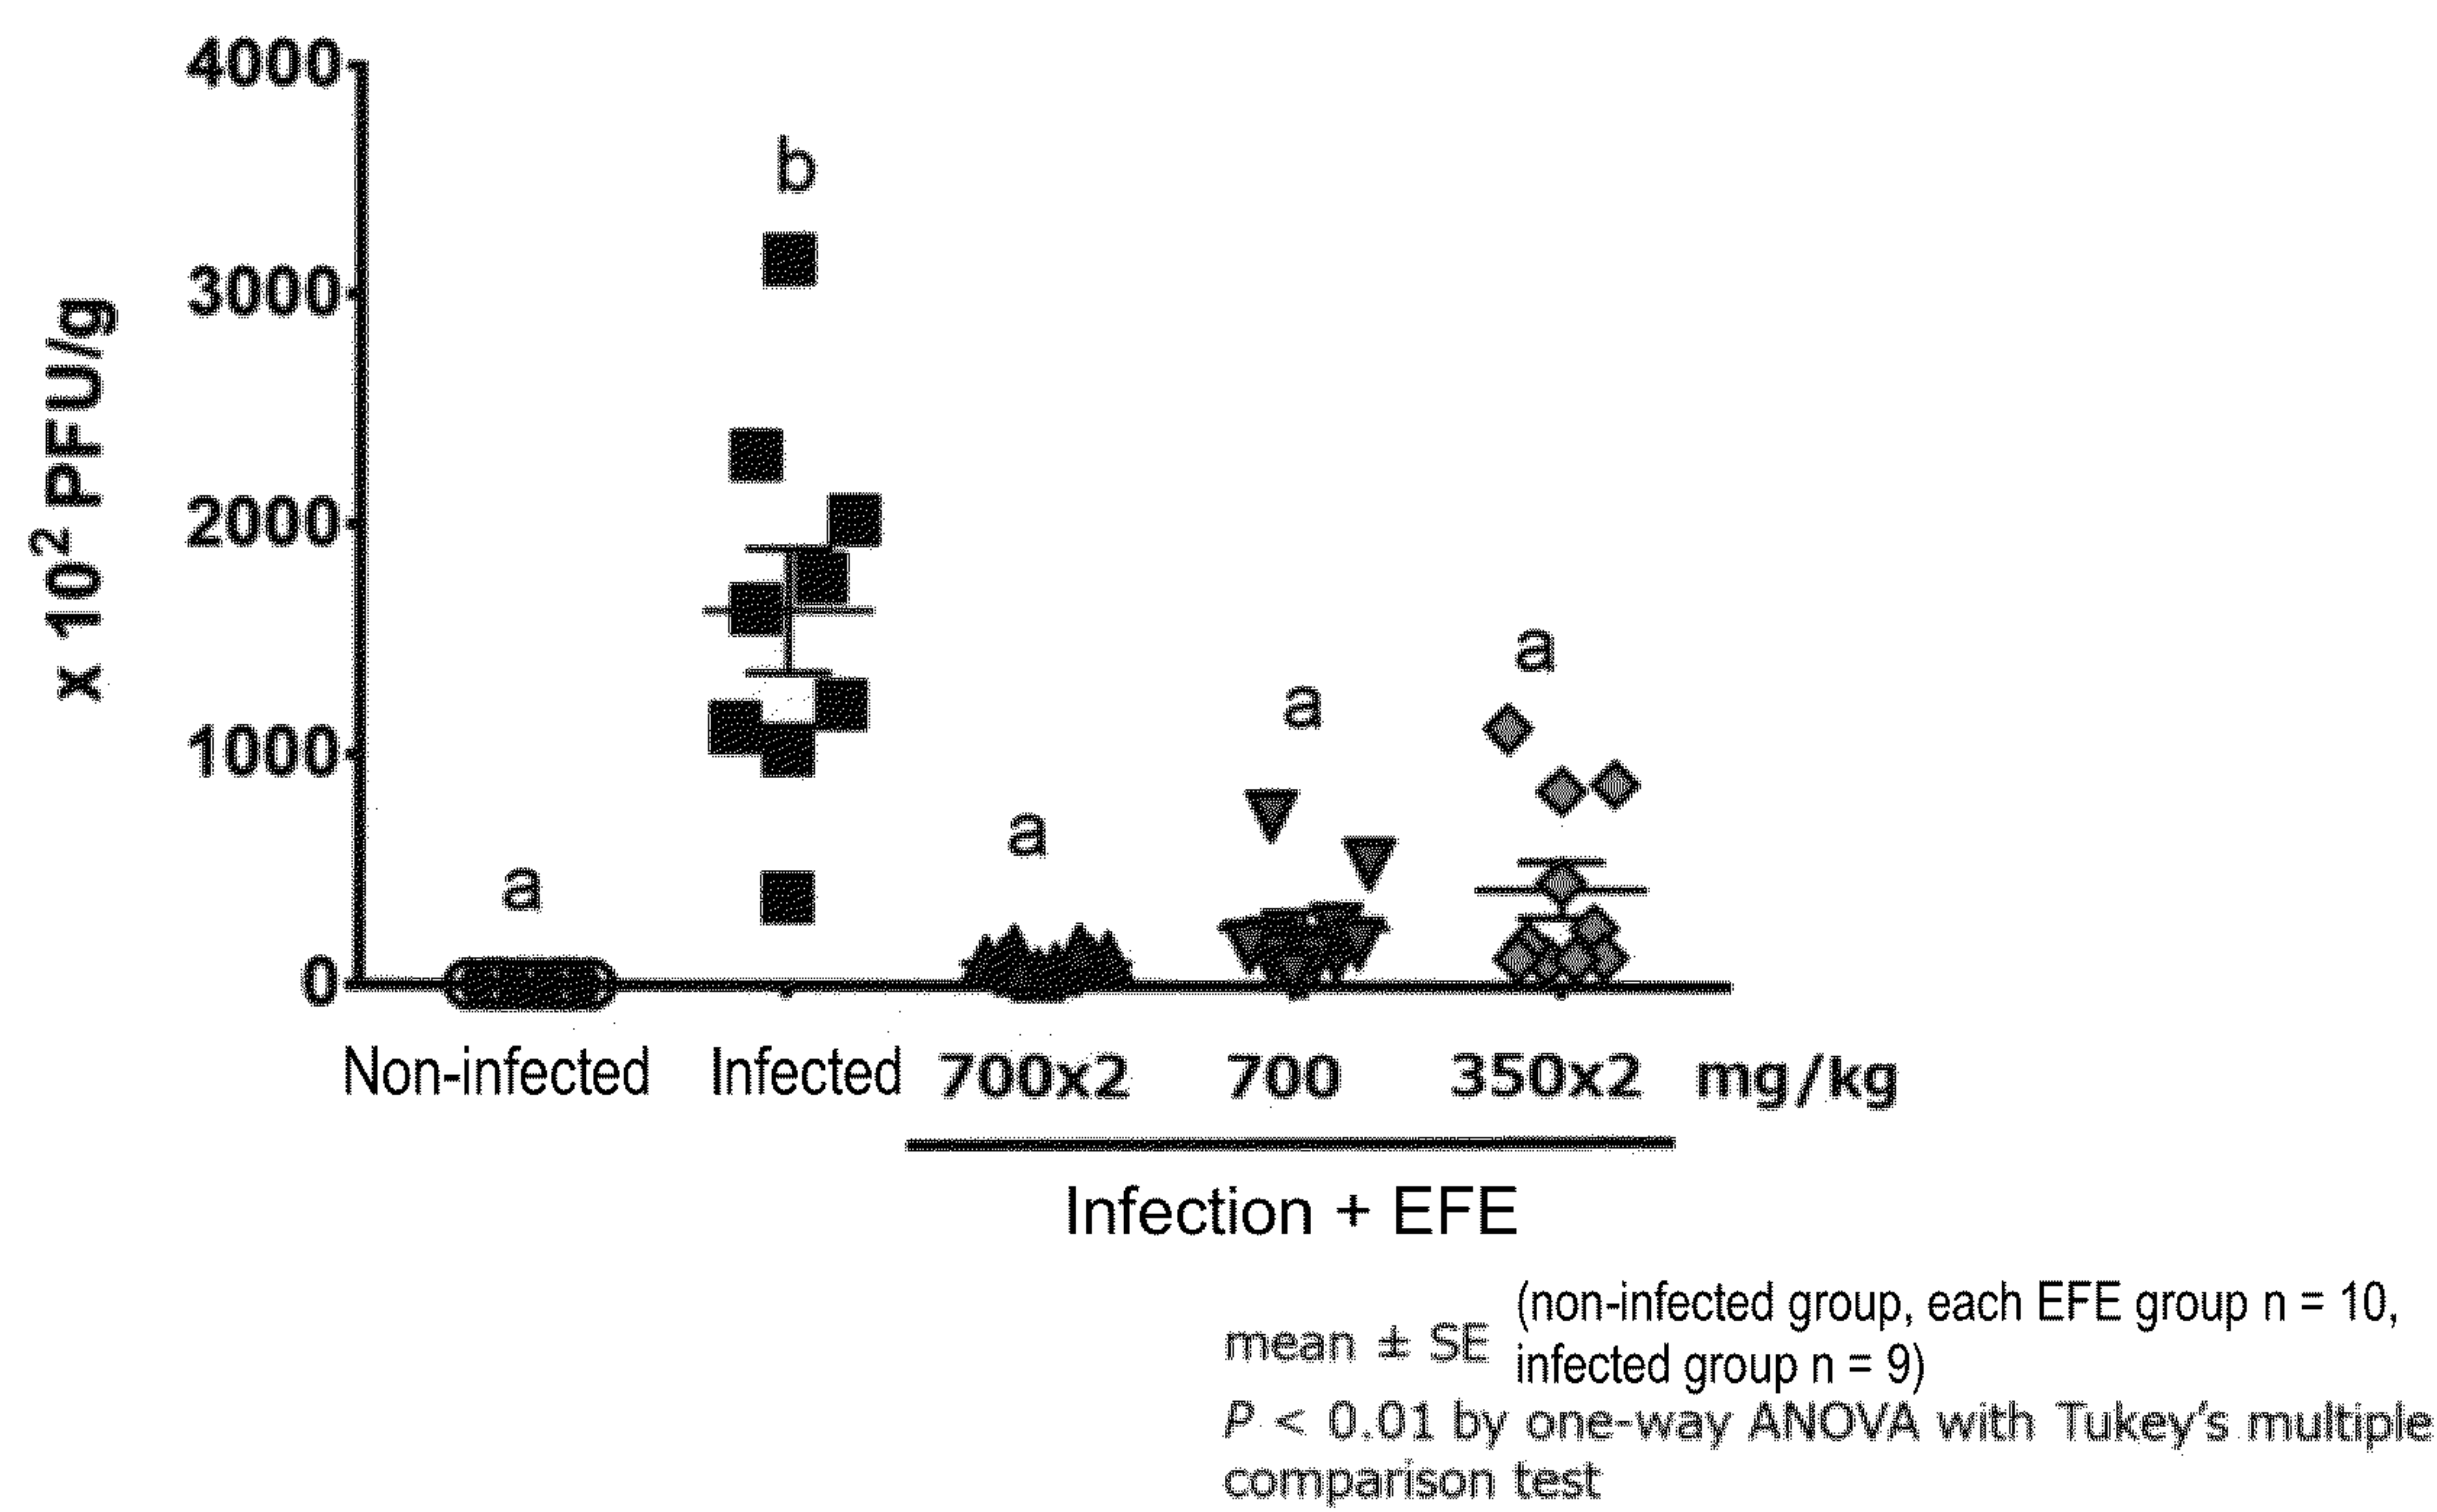 4000
b
3000
x 10² PFU/g
2000
a
a
1000
a
a
0
Non-infected Infected 700x2 700 350x2 mg/kg
Infection + EFE
(non-infected group, each EFE group n = 10,
mean ± SE infected group n = 9)
P < 0.01 by one-way ANOVA with Tukey's multiple
comparison test